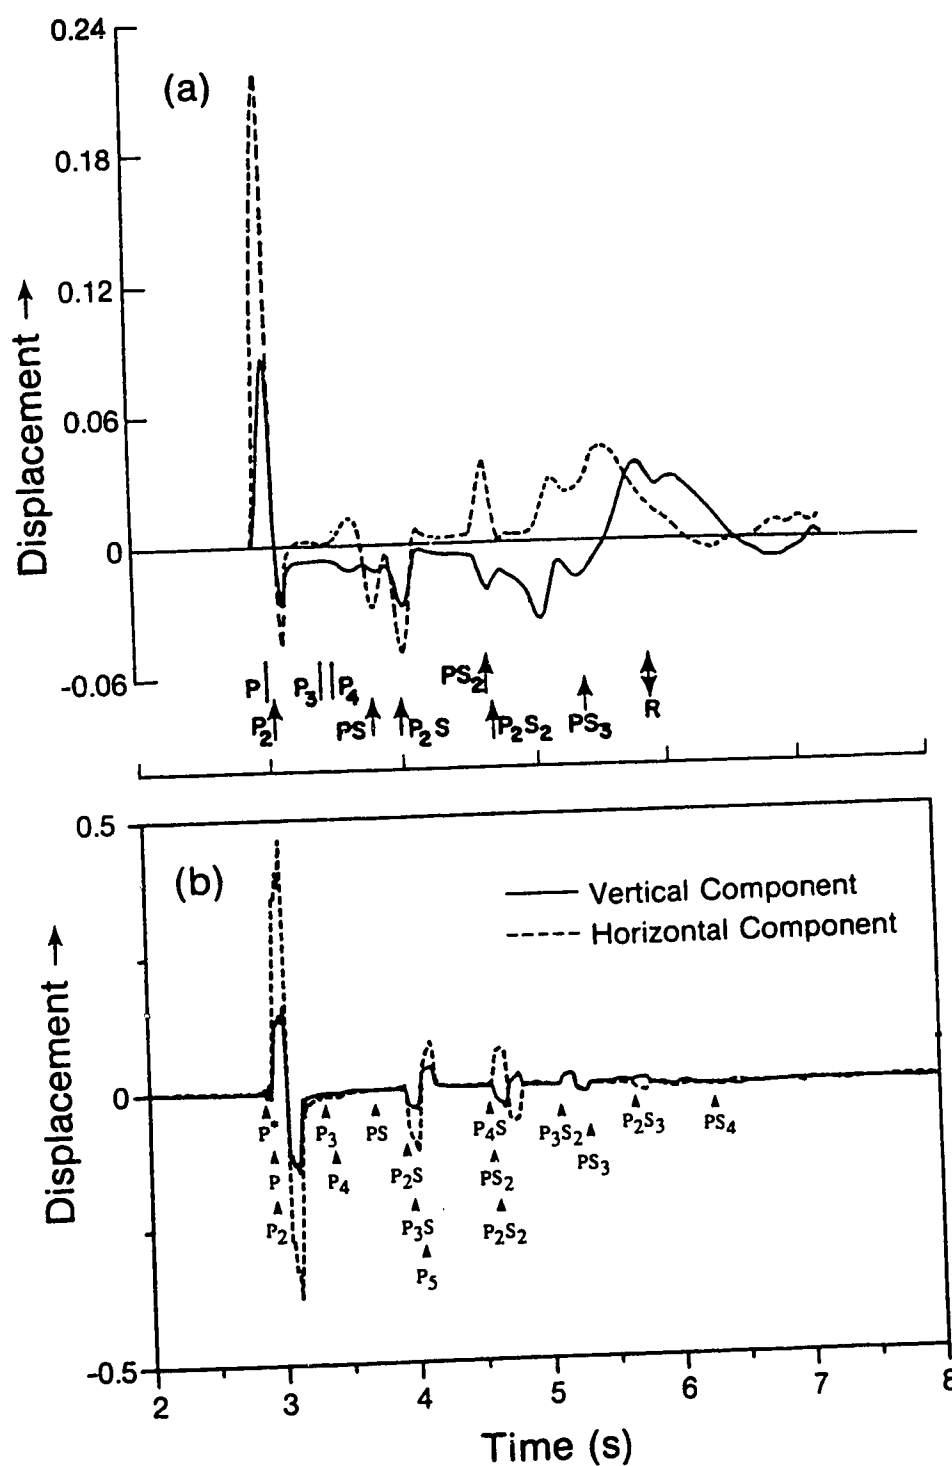 0.24
(a)
0.18
0.12
0.06
0
-0.06
Displacement →
P P₃ P₄ PS₂
P₂ PS P₂S P₂S₂ PS₃ R
0.5
(b)
Vertical Component
Horizontal Component
0
-0.5
Displacement →
P* P₃ PS P₄S P₃S₂ P₂S₃ PS₄
P P₄ P₂S PS₂ PS₃
P₂ P₃S P₂S₂
P₅
2 3 4 5 6 7 8
Time (s)